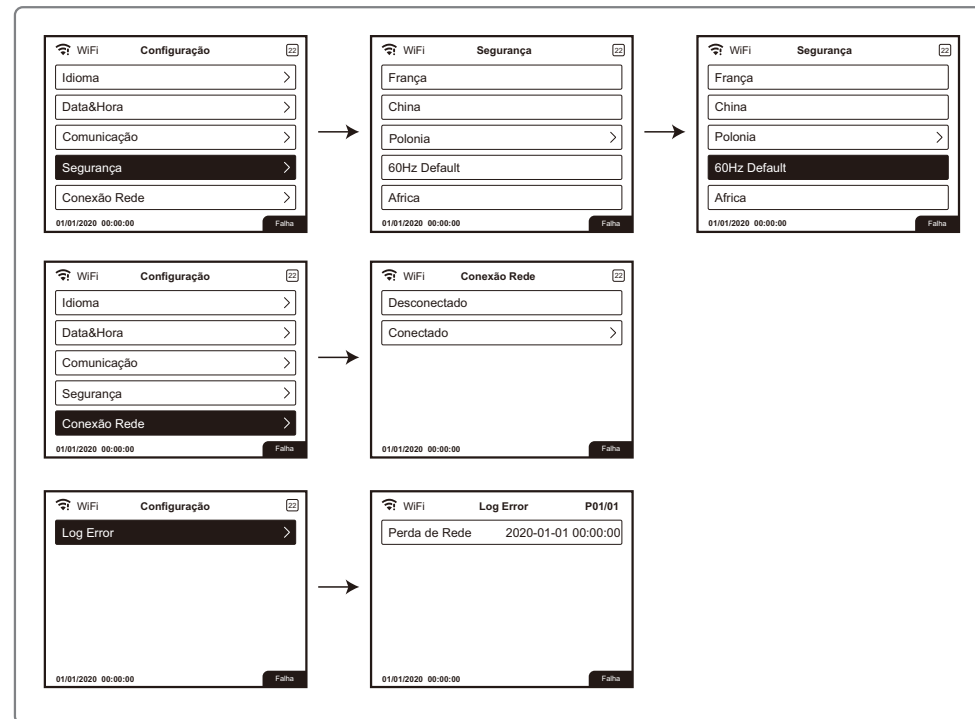 WiFi Configuração 22
Idioma
Data&Hora
Comunicação
Segurança
Conexão Rede
01/01/2020 00:00:00 Falha
WiFi Segurança 22
França
China
Polonia
60Hz Default
Africa
01/01/2020 00:00:00 Falha
WiFi Segurança 22
França
China
Polonia
60Hz Default
Africa
01/01/2020 00:00:00 Falha
WiFi Configuração 22
Idioma
Data&Hora
Comunicação
Segurança
Conexão Rede
01/01/2020 00:00:00 Falha
WiFi Conexão Rede 22
Desconectado
Conectado
01/01/2020 00:00:00 Falha
WiFi Configuração 22
Log Error
01/01/2020 00:00:00 Falha
WiFi Log Error P01/01
Perda de Rede 2020-01-01 00:00:00
01/01/2020 00:00:00 Falha